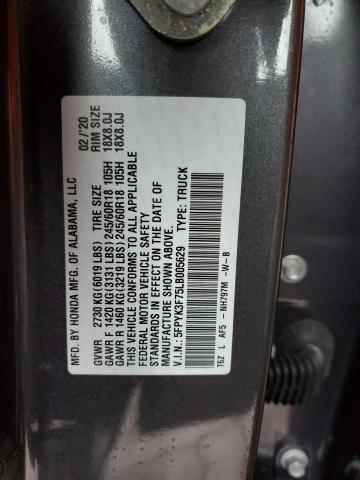 MFD. BY HONDA MFG. OF ALABAMA, LLC 02/'20
TIRE SIZE RIM SIZE
GVWR 2730 KG(6019 LBS)
GAWR F 1420 KG(3131 LBS) 245/60R18 105H 18X8.0J
GAWR R 1460 KG(3219 LBS) 245/60R18 105H 18X8.0J
THIS VEHICLE CONFORMS TO ALL APPLICABLE
FEDERAL MOTOR VEHICLE SAFETY
STANDARDS IN EFFECT ON THE DATE OF
MANUFACTURE SHOWN ABOVE.
V.I.N.: 5FPYK3F75LB005629 TYPE: TRUCK
T6Z L AF5 -NH797M -W-B